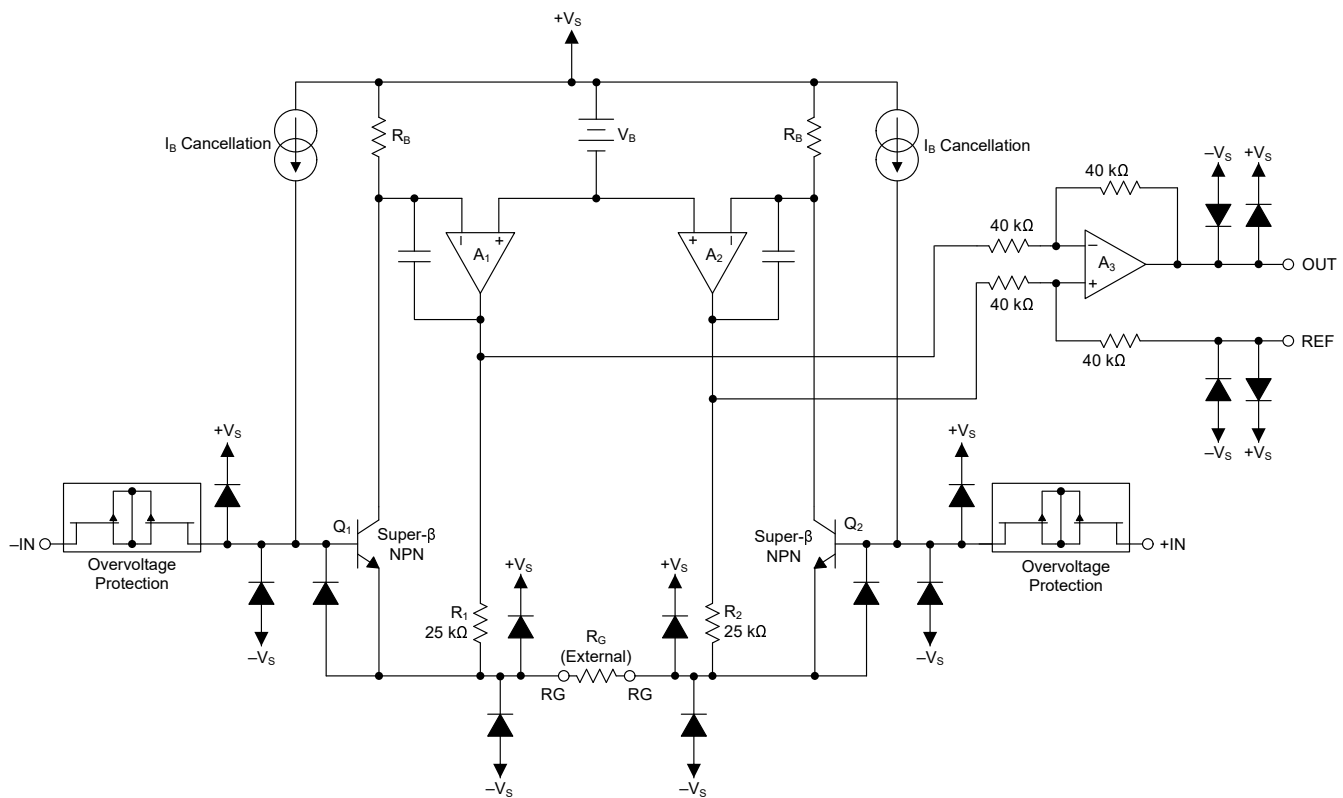 +VS
IB Cancellation
RB
VB
RB
IB Cancellation
–VS
+VS
40 kΩ
40 kΩ
–
+
A1
+
–
A2
–
+
A3
OUT
40 kΩ
40 kΩ
REF
–VS
+VS
+VS
+VS
–IN
Overvoltage
Protection
Q1
Super-β
NPN
Q2
Super-β
NPN
+IN
Overvoltage
Protection
–VS
–VS
+VS
+VS
R1
25 kΩ
R2
25 kΩ
RG
(External)
RG
RG
–VS
–VS